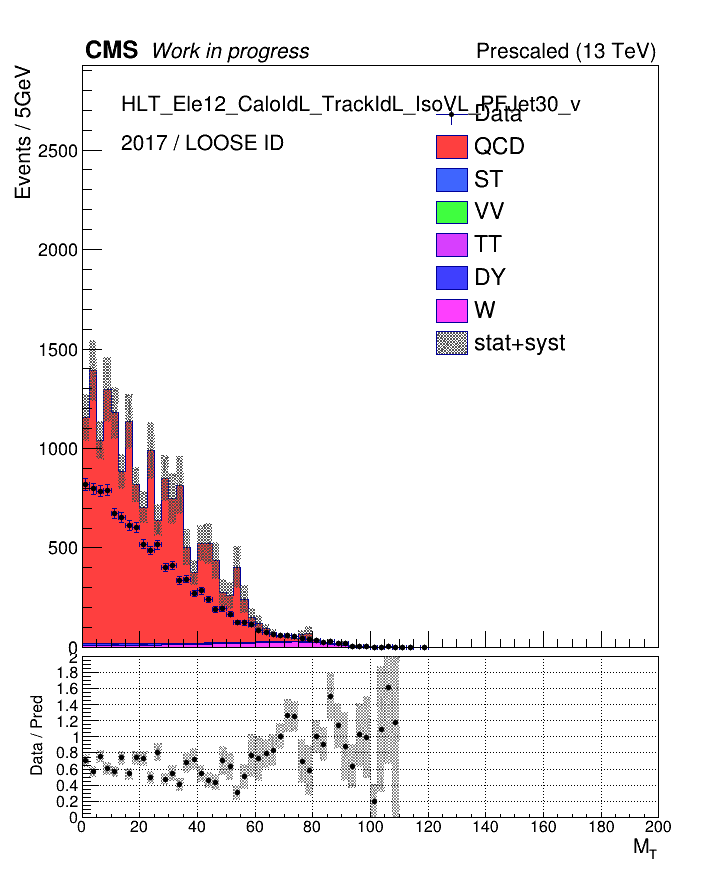 CMS Work in progress Prescaled (13 TeV)
Events / 5GeV
HLT_Ele12_CaloIdL_TrackIdL_IsoVL_PFJet30_v
Data
2017 / LOOSE ID
QCD
ST
VV
TT
DY
W
stat+syst
2500
2000
1500
1000
500
0
Data / Pred
2
1.8
1.6
1.4
1.2
1
0.8
0.6
0.4
0.2
0
0 20 40 60 80 100 120 140 160 180 200
M_T